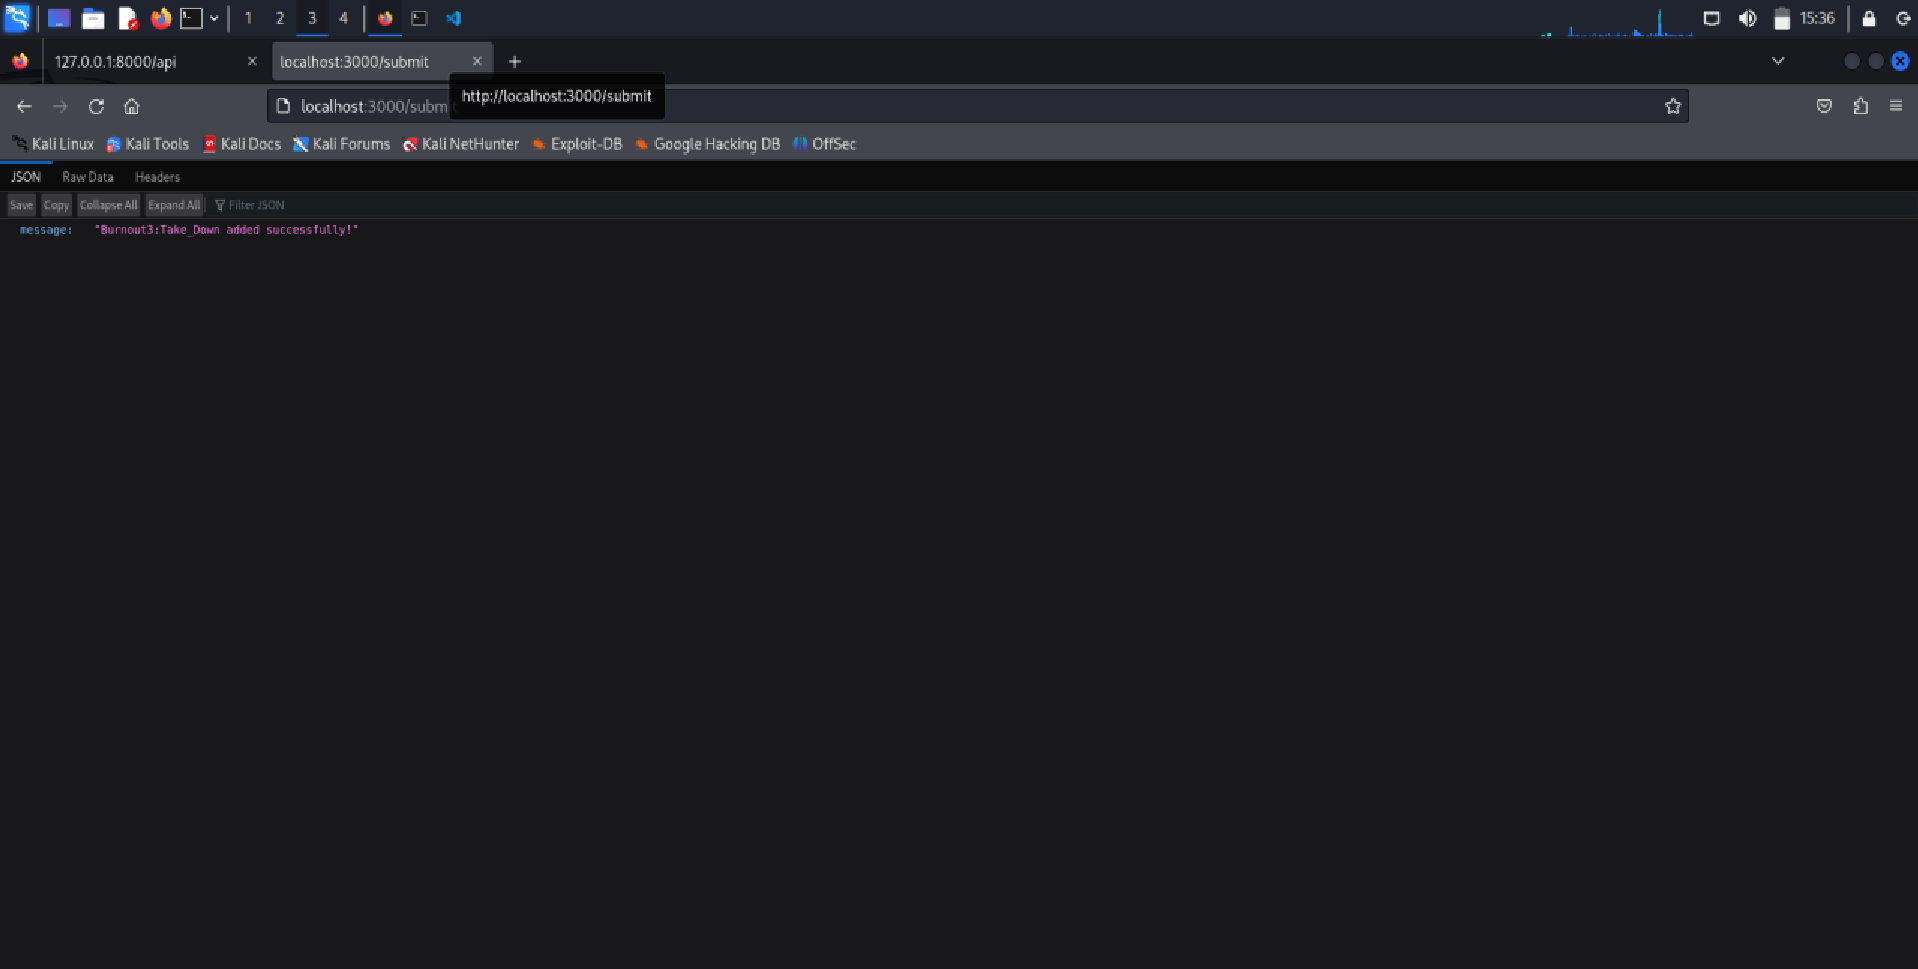 1 2 3 4 15:36
127.0.0.1:8000/api localhost:3000/submit
localhost:3000/subm http://localhost:3000/submit
Kali Linux Kali Tools Kali Docs Kali Forums Kali NetHunter Exploit-DB Google Hacking DB OffSec
JSON Raw Data Headers
Save Copy Collapse All Expand All Filter JSON
message: "Burnout3:Take_Down added successfully!"